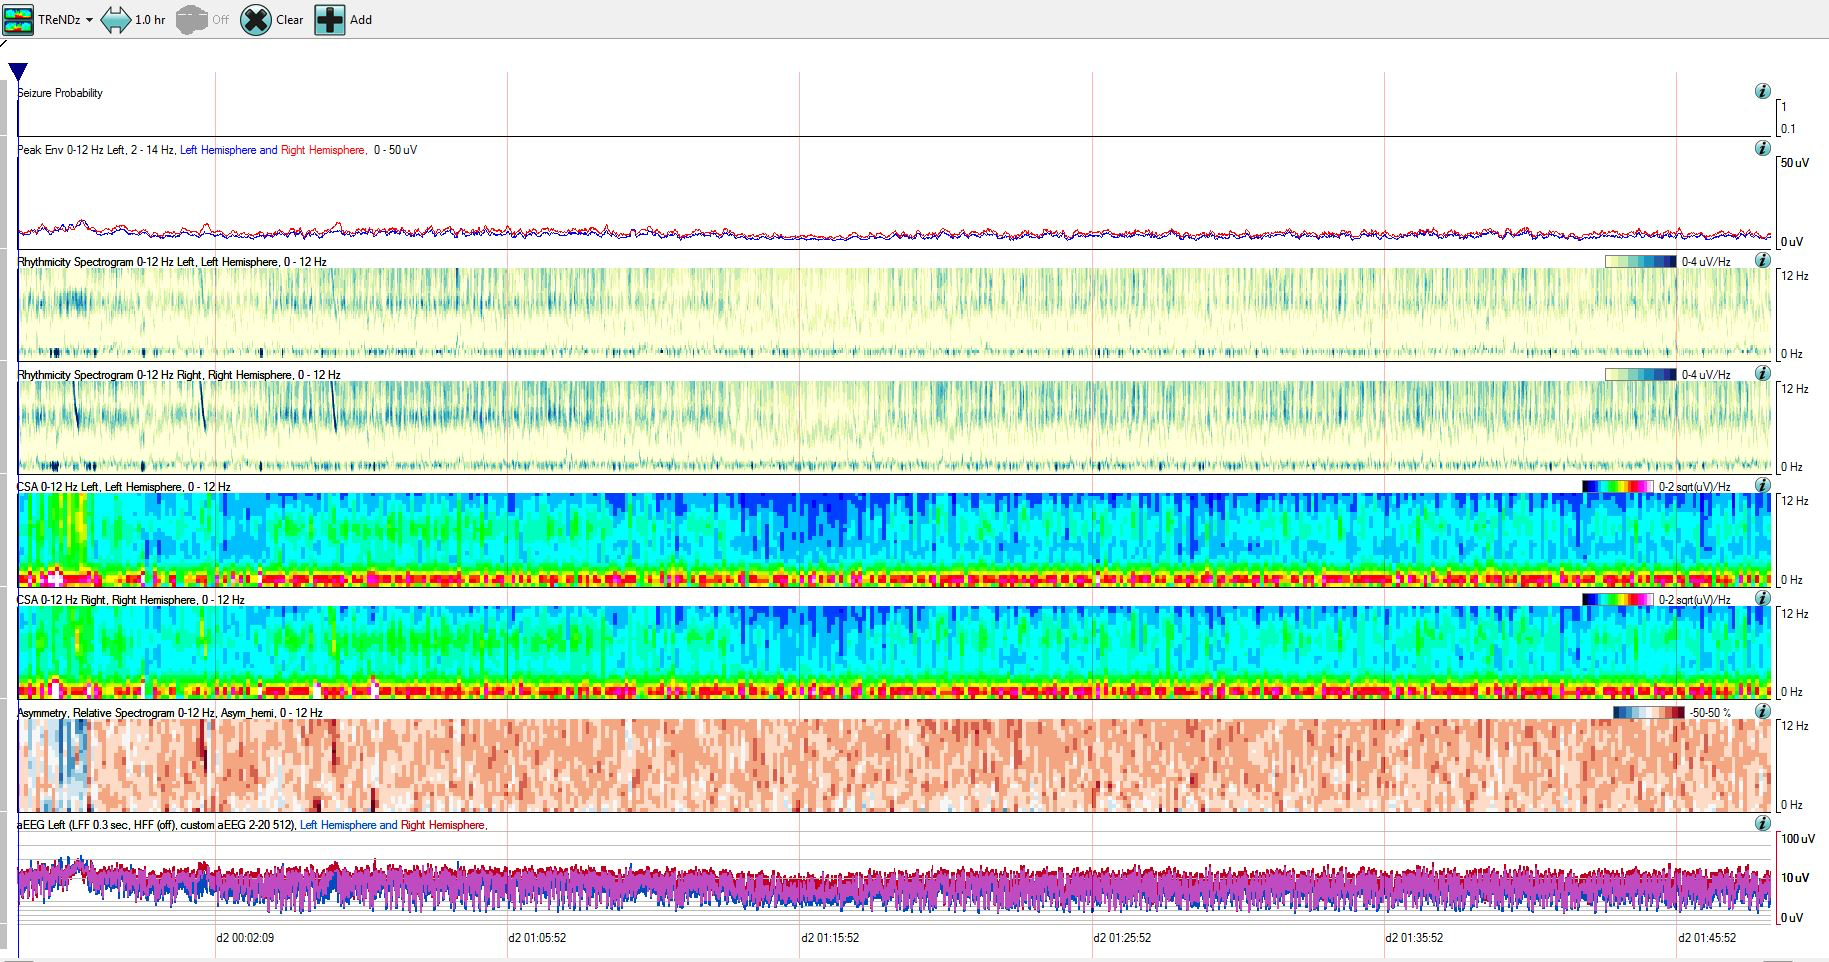 TReNDz 1.0 hr Off Clear Add
Seizure Probability
1
0.1
Peak Env 0-12 Hz Left, 2 - 14 Hz, Left Hemisphere and Right Hemisphere, 0 - 50 uV
50 uV
0 uV
Rhythmicity Spectrogram 0-12 Hz Left, Left Hemisphere, 0 - 12 Hz 0-4 uV/Hz
12 Hz
0 Hz
Rhythmicity Spectrogram 0-12 Hz Right, Right Hemisphere, 0 - 12 Hz 0-4 uV/Hz
12 Hz
0 Hz
CSA 0-12 Hz Left, Left Hemisphere, 0 - 12 Hz 0-2 sqrt(uV)/Hz
12 Hz
0 Hz
CSA 0-12 Hz Right, Right Hemisphere, 0 - 12 Hz 0-2 sqrt(uV)/Hz
12 Hz
0 Hz
Asymmetry, Relative Spectrogram 0-12 Hz, Asym_hemi, 0 - 12 Hz -50-50 %
12 Hz
0 Hz
aEEG Left (LFF 0.3 sec, HFF (off), custom aEEG 2-20 512), Left Hemisphere and Right Hemisphere,
100 uV
10 uV
0 uV
d2 00:02:09 d2 01:05:52 d2 01:15:52 d2 01:25:52 d2 01:35:52 d2 01:45:52